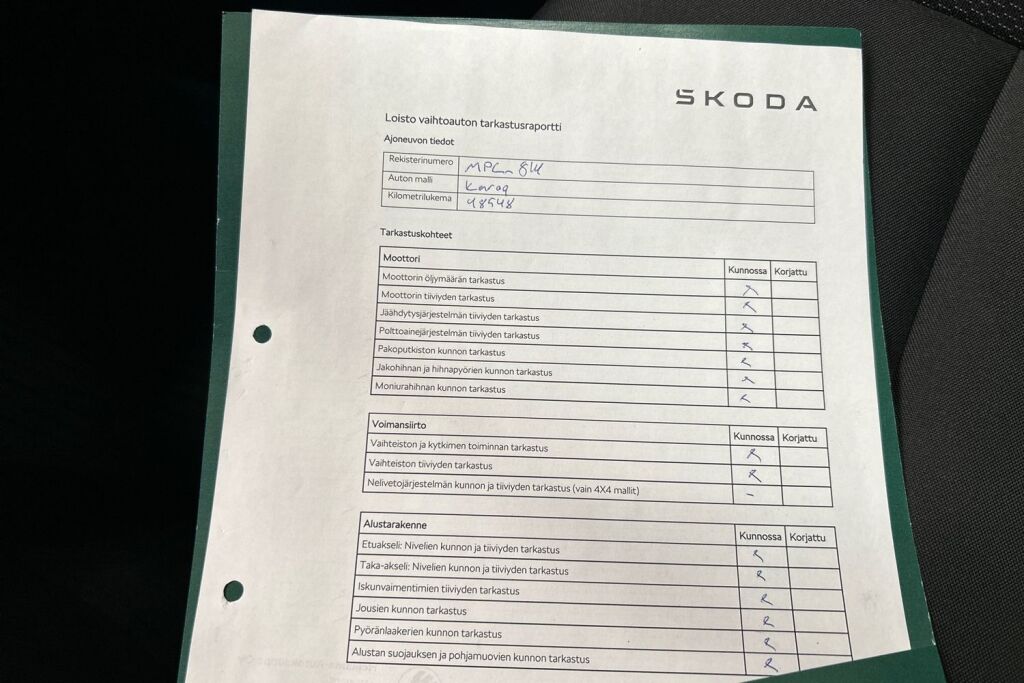 SKODA
Loisto vaihtoauton tarkastusraportti
Ajoneuvon tiedot
Rekisterinumero
Auton malli Karoq
Kilometrilukema 48548
Tarkastuskohteet
Moottori Kunnossa Korjattu
Moottorin öljymäärän tarkastus
Moottorin tiiviyden tarkastus
Jäähdytysjärjestelmän tiiviyden tarkastus
Polttoainejärjestelmän tiiviyden tarkastus
Pakoputkiston kunnon tarkastus
Jakohihnan ja hihnapyörien kunnon tarkastus
Moniurahihnan kunnon tarkastus
Voimansiirto Kunnossa Korjattu
Vaihteiston ja kytkimen toiminnan tarkastus
Vaihteiston tiiviyden tarkastus
Nelivetojärjestelmän kunnon ja tiiviyden tarkastus (vain 4X4 mallit) -
Alustarakenne Kunnossa Korjattu
Etuakseli: Nivelien kunnon ja tiiviyden tarkastus
Taka-akseli: Nivelien kunnon ja tiiviyden tarkastus
Iskunvaimentimien tiiviyden tarkastus
Jousien kunnon tarkastus
Pyöränlaakerien kunnon tarkastus
Alustan suojauksen ja pohjamuovien kunnon tarkastus